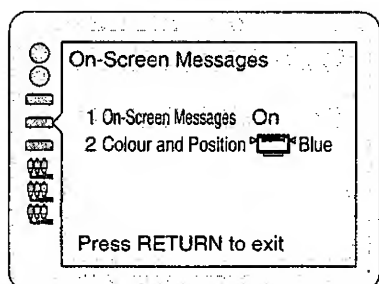 On-Screen Messages
1 On-Screen Messages On
2 Colour and Position Blue
Press RETURN to exit